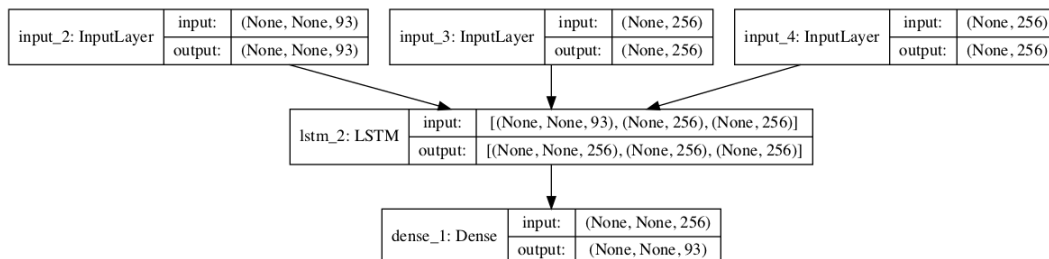 input_2: InputLayer input: (None, None, 93) output: (None, None, 93)
input_3: InputLayer input: (None, 256) output: (None, 256)
input_4: InputLayer input: (None, 256) output: (None, 256)
lstm_2: LSTM input: [(None, None, 93), (None, 256), (None, 256)] output: [(None, None, 256), (None, 256), (None, 256)]
dense_1: Dense input: (None, None, 256) output: (None, None, 93)